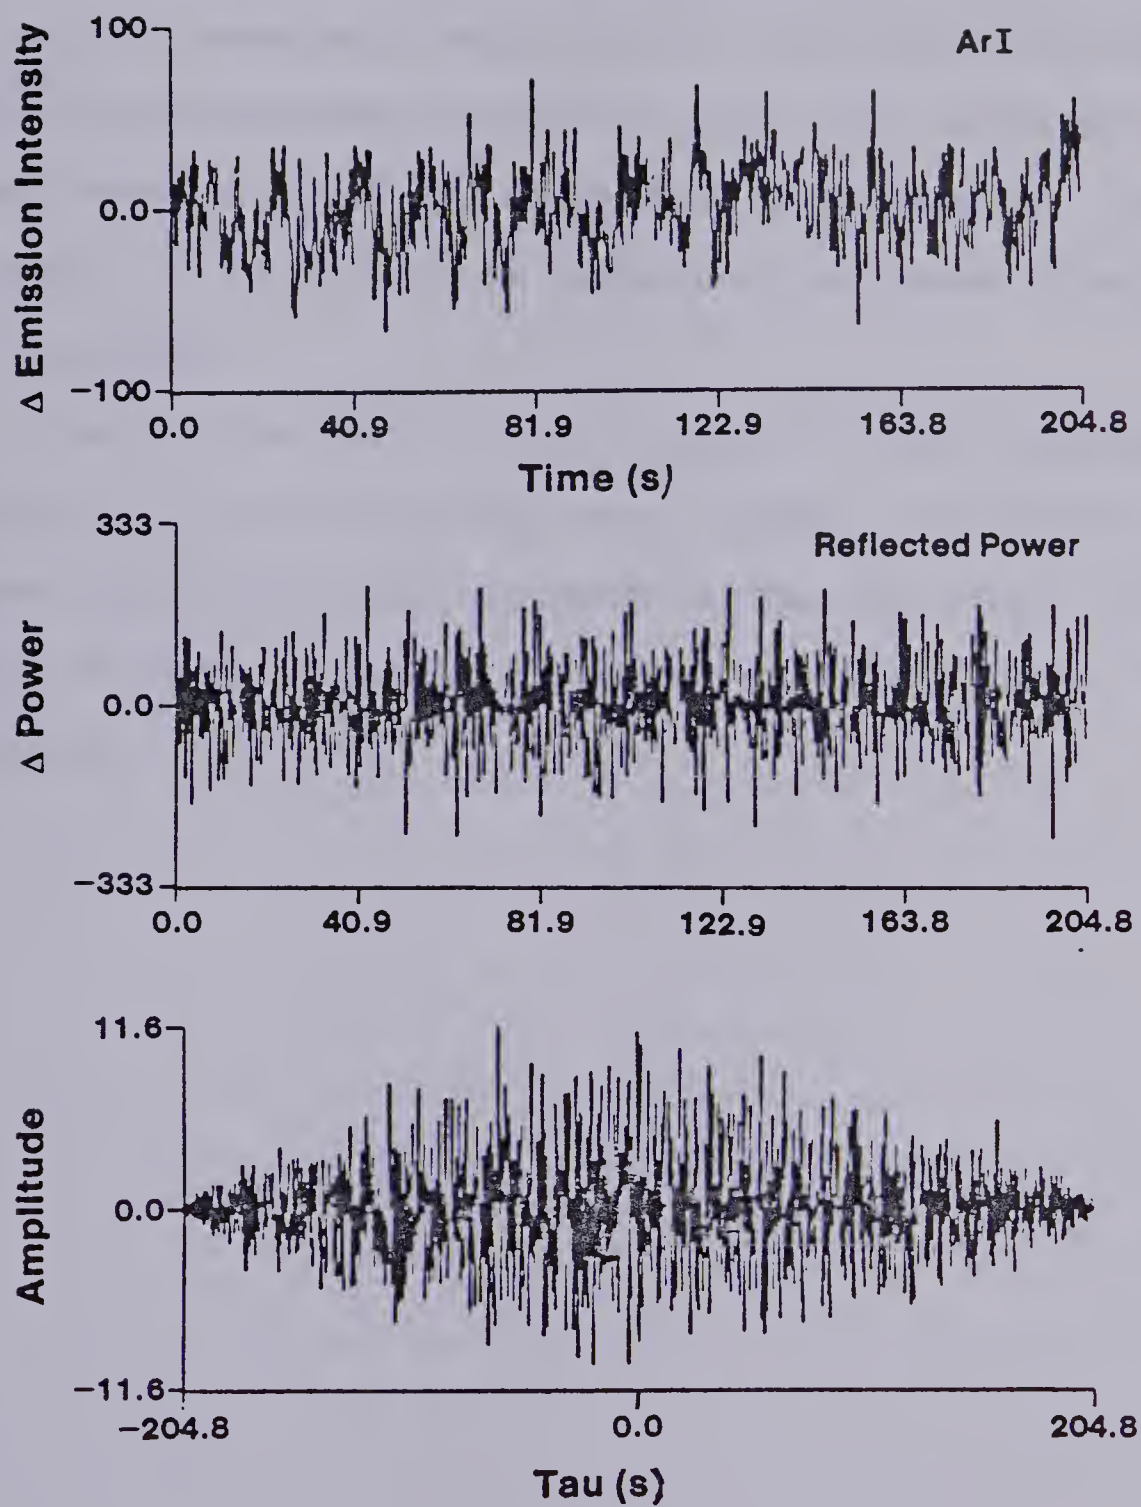 Δ Emission Intensity
100
0.0
−100
ArI
0.0 40.9 81.9 122.9 163.8 204.8
Time (s)
Δ Power
333
0.0
−333
Reflected Power
0.0 40.9 81.9 122.9 163.8 204.8
Amplitude
11.6
0.0
−11.6
−204.8 0.0 204.8
Tau (s)